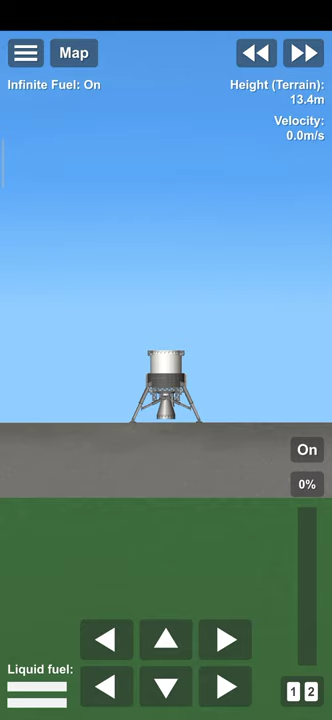 Map
Infinite Fuel: On
Height (Terrain):
13.4m
Velocity:
0.0m/s
On
0%
Liquid fuel:
1 2